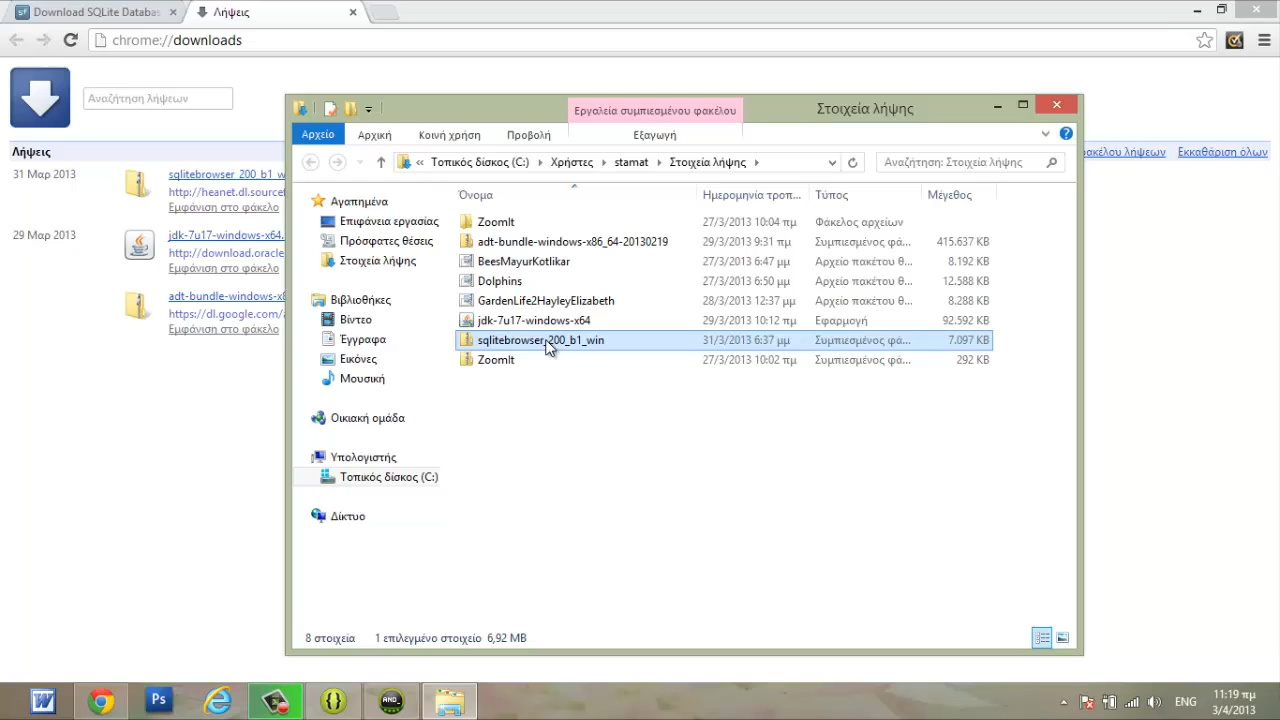 Download SQLite Databas
Λήψεις
chrome://downloads
Αναζήτηση λήψεων
Λήψεις
Εκκαθάριση όλων
31 Μαρ 2013
sqlitebrowser_200_b1_w
http://heanet.dl.source
Εμφάνιση στο φάκελο
29 Μαρ 2013
jdk-7u17-windows-x64.
http://download.oracle
Εμφάνιση στο φάκελο
adt-bundle-windows-x8
https://dl.google.com/a
Εμφάνιση στο φάκελο
Εργαλεία συμπιεσμένου φακέλου
Στοιχεία λήψης
Αρχείο
Αρχική
Κοινή χρήση
Προβολή
Εξαγωγή
« Τοπικός δίσκος (C:)
Χρήστες
stamat
Στοιχεία λήψης
Αναζήτηση: Στοιχεία λήψης
Αγαπημένα
Επιφάνεια εργασίας
Πρόσφατες θέσεις
Στοιχεία λήψης
Βιβλιοθήκες
Βίντεο
Έγγραφα
Εικόνες
Μουσική
Οικιακή ομάδα
Υπολογιστής
Τοπικός δίσκος (C:)
Δίκτυο
Όνομα Ημερομηνία τροπ... Τύπος Μέγεθος
ZoomIt 27/3/2013 10:04 πμ Φάκελος αρχείων
adt-bundle-windows-x86_64-20130219 29/3/2013 9:31 πμ Συμπιεσμένος φά... 415.637 KB
BeesMayurKotlikar 27/3/2013 6:47 μμ Αρχείο πακέτου θ... 8.192 KB
Dolphins 27/3/2013 6:50 μμ Αρχείο πακέτου θ... 12.588 KB
GardenLife2HayleyElizabeth 28/3/2013 12:37 μμ Αρχείο πακέτου θ... 8.288 KB
jdk-7u17-windows-x64 29/3/2013 10:12 πμ Εφαρμογή 92.592 KB
sqlitebrowser_200_b1_win 31/3/2013 6:37 μμ Συμπιεσμένος φά... 7.097 KB
ZoomIt 27/3/2013 10:02 πμ Συμπιεσμένος φά... 292 KB
8 στοιχεία 1 επιλεγμένο στοιχείο 6,92 MB
Ps
AND_
ENG
11:19 πμ
3/4/2013